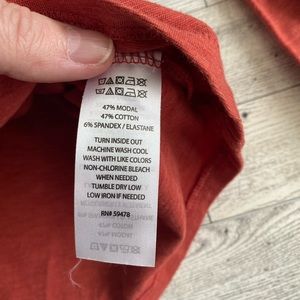 47% MODAL
47% COTTON
6% SPANDEX / ELASTANE
TURN INSIDE OUT
MACHINE WASH COOL
WASH WITH LIKE COLORS
NON-CHLORINE BLEACH
WHEN NEEDED
TUMBLE DRY LOW
LOW IRON IF NEEDED
RN# 59478